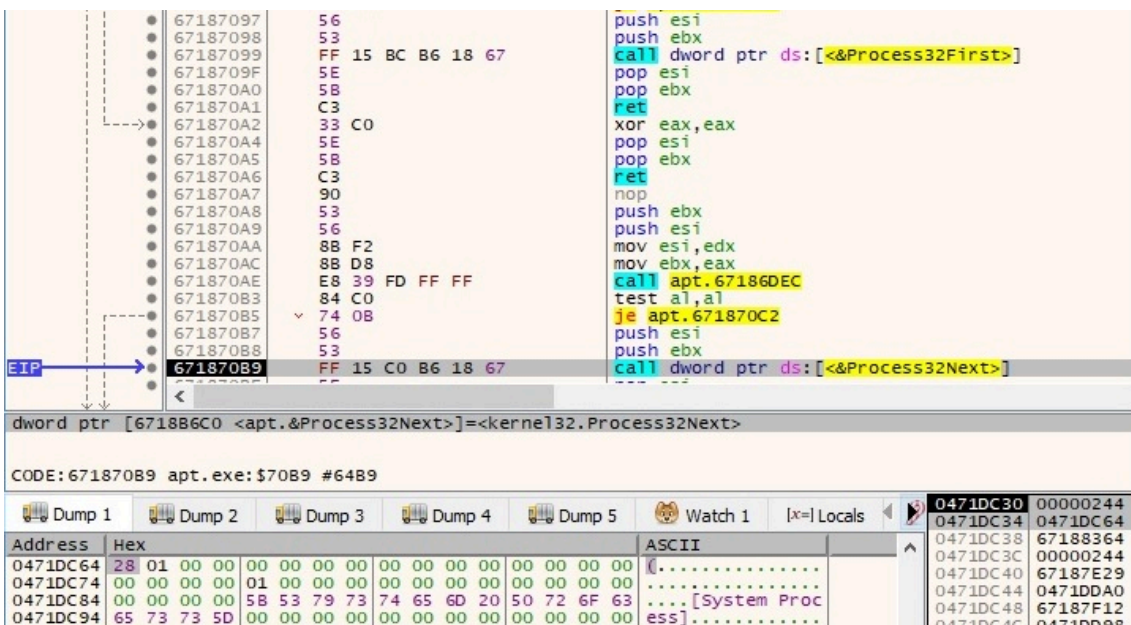 67187097 56 push esi
67187098 53 push ebx
67187099 FF 15 BC B6 18 67 call dword ptr ds:[<&Process32First>]
6718709F 5E pop esi
671870A0 5B pop ebx
671870A1 C3 ret
671870A2 33 C0 xor eax,eax
671870A4 5E pop esi
671870A5 5B pop ebx
671870A6 C3 ret
671870A7 90 nop
671870A8 53 push ebx
671870A9 56 push esi
671870AA 8B F2 mov esi,edx
671870AC 8B D8 mov ebx,eax
671870AE E8 39 FD FF FF call apt.67186DEC
671870B3 84 C0 test al,al
671870B5 74 0B je apt.671870C2
671870B7 56 push esi
671870B8 53 push ebx
EIP 671870B9 FF 15 C0 B6 18 67 call dword ptr ds:[<&Process32Next>]
dword ptr [6718B6C0 <apt.&Process32Next>]=<kernel32.Process32Next>
CODE:671870B9 apt.exe:$70B9 #64B9
Dump 1 Dump 2 Dump 3 Dump 4 Dump 5 Watch 1 [x=] Locals
Address Hex ASCII
0471DC64 28 01 00 00 00 00 00 00 00 00 00 00 00 00 00 00 (...............
0471DC74 00 00 00 00 01 00 00 00 00 00 00 00 00 00 00 00 ................
0471DC84 00 00 00 00 5B 53 79 73 74 65 6D 20 50 72 6F 63 ....[System Proc
0471DC94 65 73 73 5D 00 00 00 00 00 00 00 00 00 00 00 00 ess]............
0471DC30 00000244
0471DC34 0471DC64
0471DC38 67188364
0471DC3C 00000244
0471DC40 67187E29
0471DC44 0471DDA0
0471DC48 67187F12